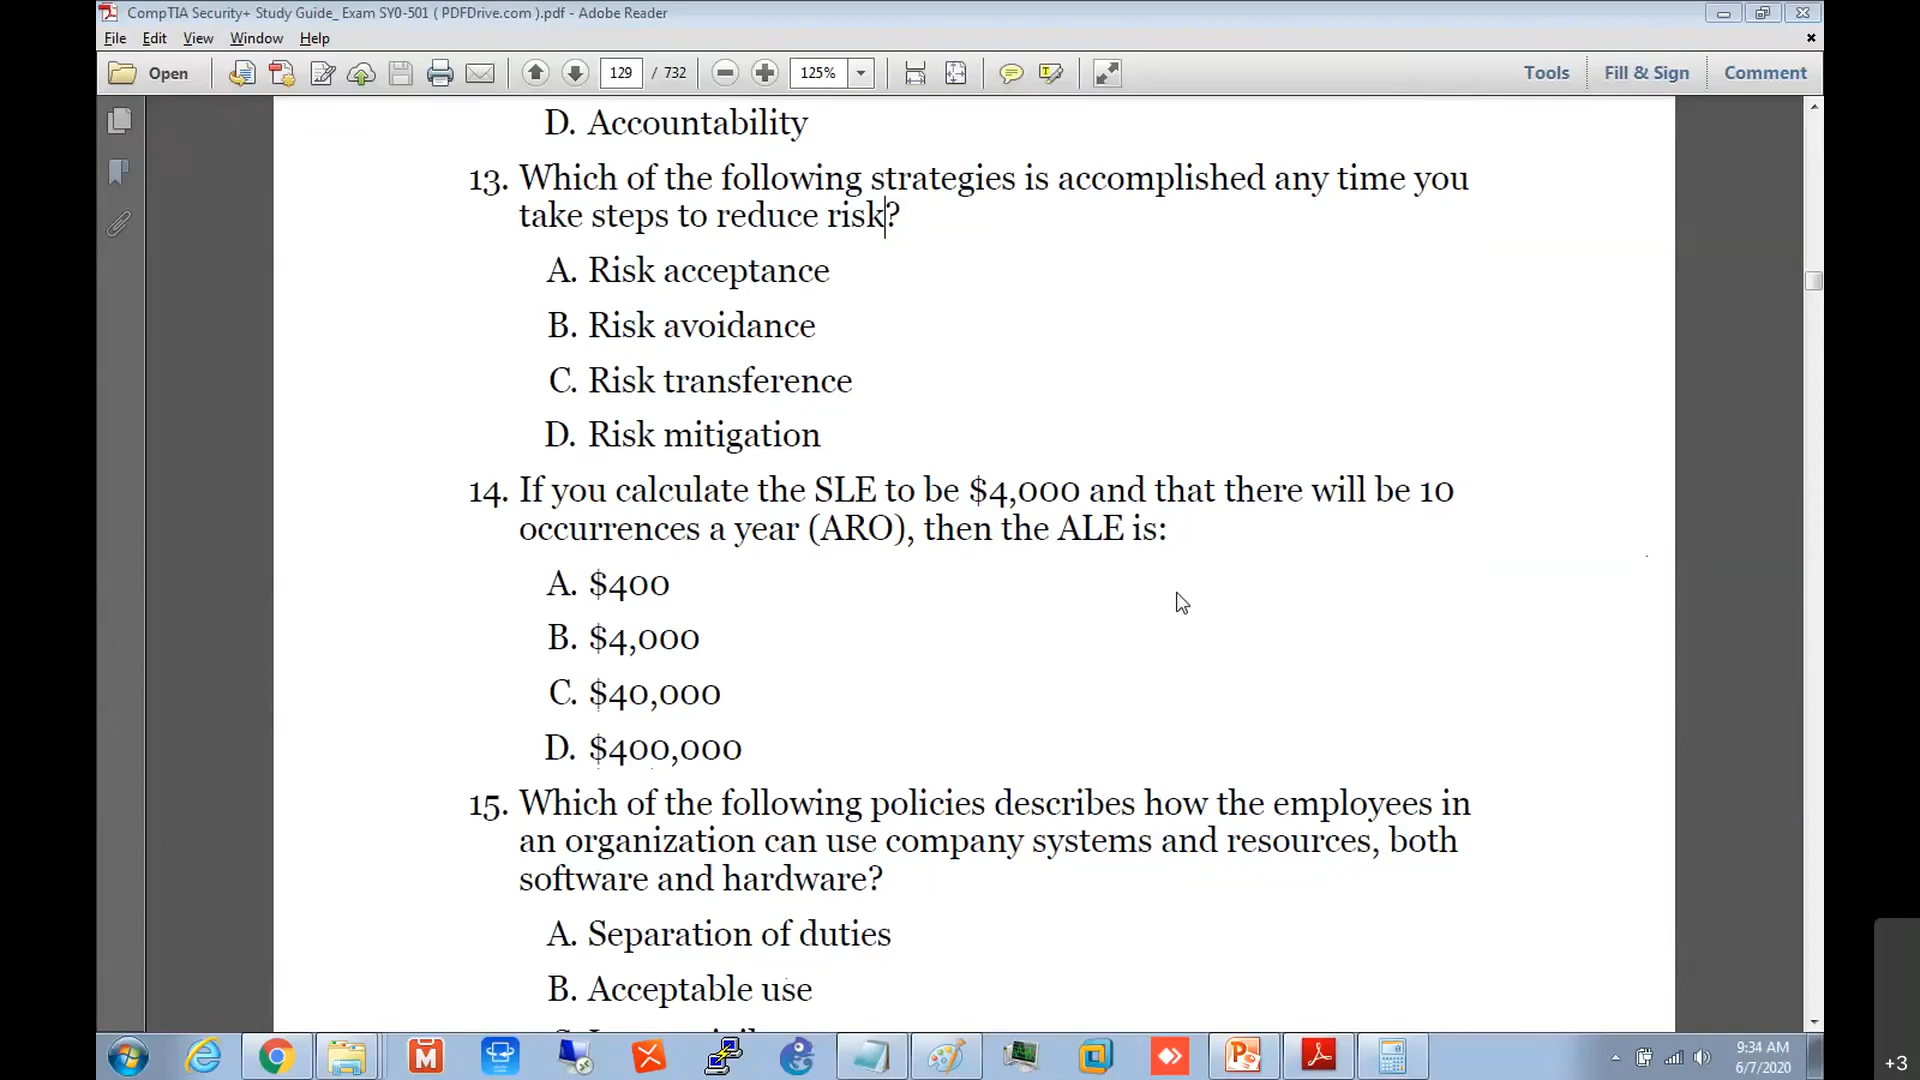 CompTIA Security+ Study Guide_ Exam SY0-501 ( PDFDrive.com ).pdf - Adobe Reader
File Edit View Window Help
Open 129 / 732 125% Tools Fill & Sign Comment
D. Accountability
13. Which of the following strategies is accomplished any time you
take steps to reduce risk?
A. Risk acceptance
B. Risk avoidance
C. Risk transference
D. Risk mitigation
14. If you calculate the SLE to be $4,000 and that there will be 10
occurrences a year (ARO), then the ALE is:
A. $400
B. $4,000
C. $40,000
D. $400,000
15. Which of the following policies describes how the employees in
an organization can use company systems and resources, both
software and hardware?
A. Separation of duties
B. Acceptable use
9:34 AM
6/7/2020
+3